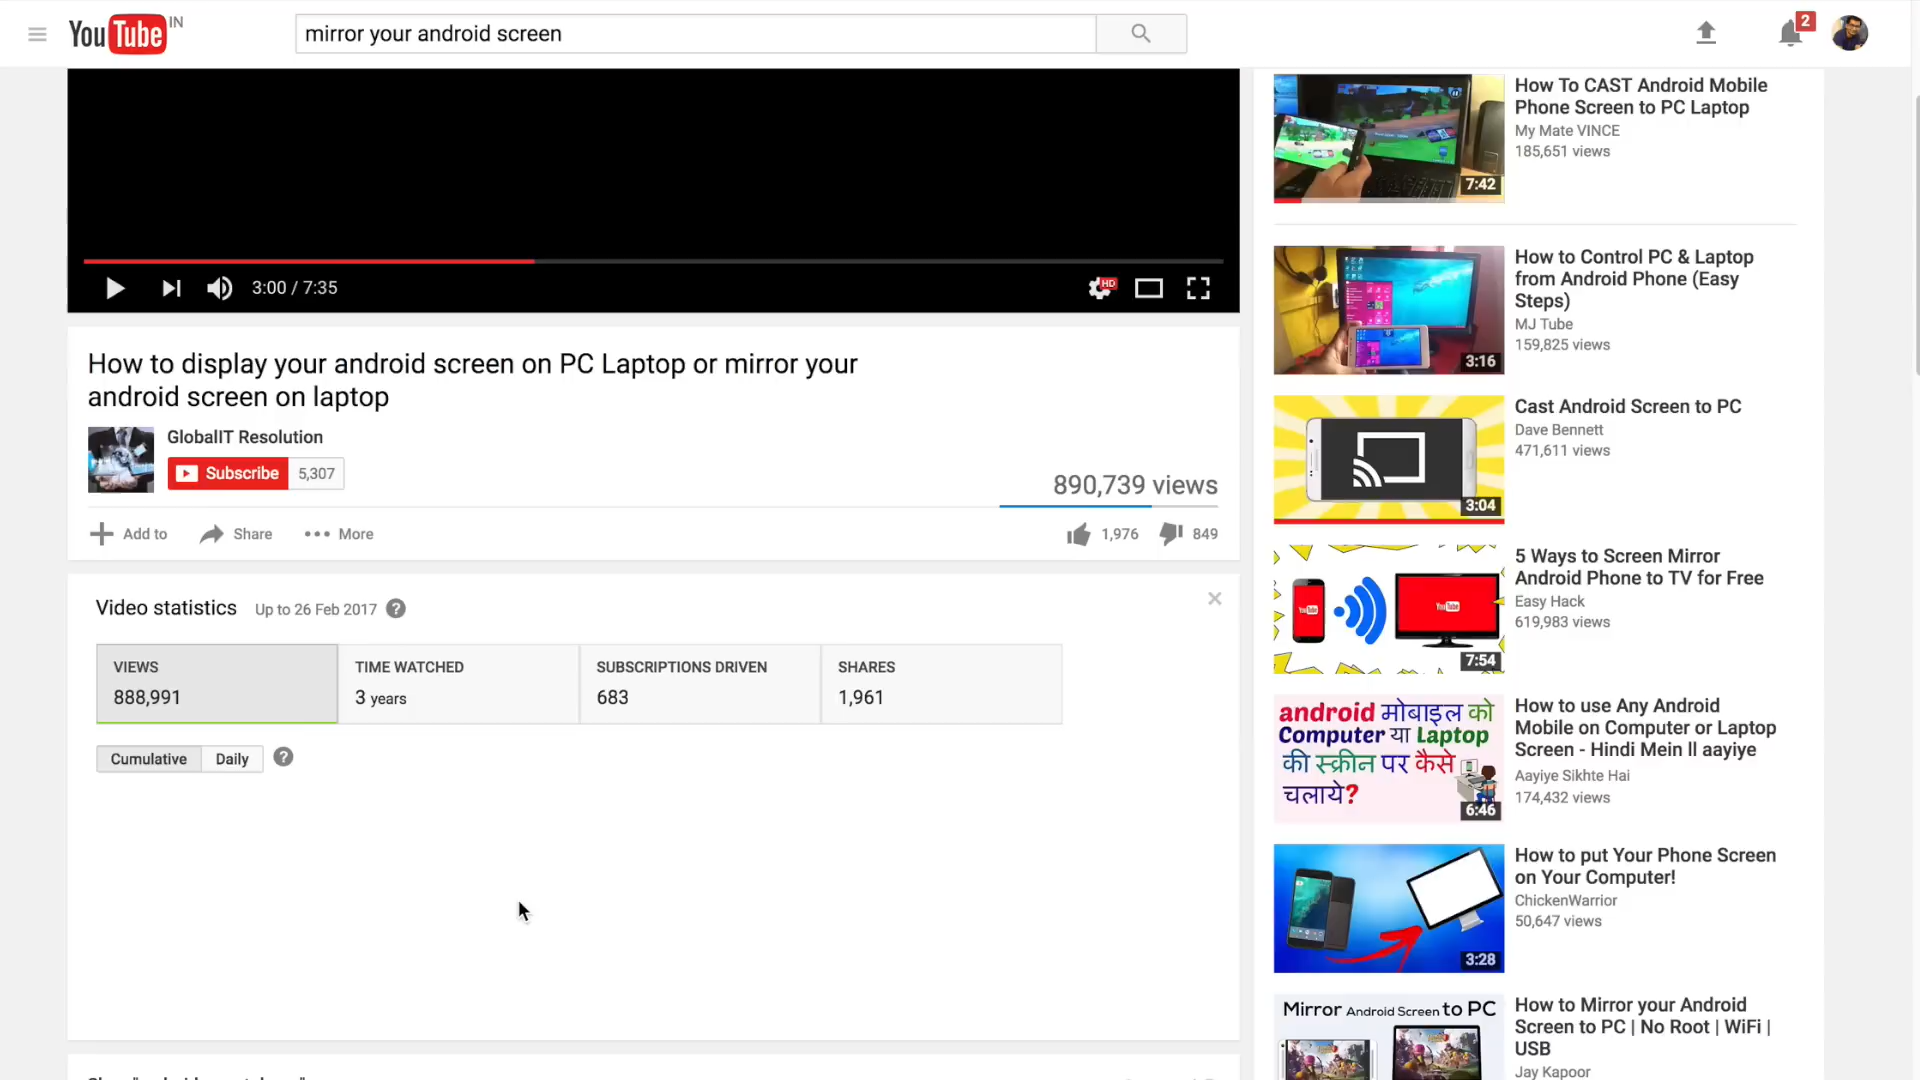 YouTube IN
mirror your android screen
2
3:00 / 7:35
HD
How to display your android screen on PC Laptop or mirror your
android screen on laptop
GlobalIT Resolution
Subscribe 5,307
890,739 views
Add to
Share
More
1,976
849
Video statistics Up to 26 Feb 2017 ?
VIEWS
888,991
TIME WATCHED
3 years
SUBSCRIPTIONS DRIVEN
683
SHARES
1,961
Cumulative Daily ?
7:42
How To CAST Android Mobile
Phone Screen to PC Laptop
My Mate VINCE
185,651 views
3:16
How to Control PC & Laptop
from Android Phone (Easy
Steps)
MJ Tube
159,825 views
3:04
Cast Android Screen to PC
Dave Bennett
471,611 views
YouTube
YouTube
7:54
5 Ways to Screen Mirror
Android Phone to TV for Free
Easy Hack
619,983 views
android मोबाइल को
Computer या Laptop
की स्क्रीन पर कैसे
चलाये?
6:46
How to use Any Android
Mobile on Computer or Laptop
Screen - Hindi Mein ll aayiye
Aayiye Sikhte Hai
174,432 views
3:28
How to put Your Phone Screen
on Your Computer!
ChickenWarrior
50,647 views
Mirror Android Screen to PC
How to Mirror your Android
Screen to PC | No Root | WiFi |
USB
Jay Kapoor